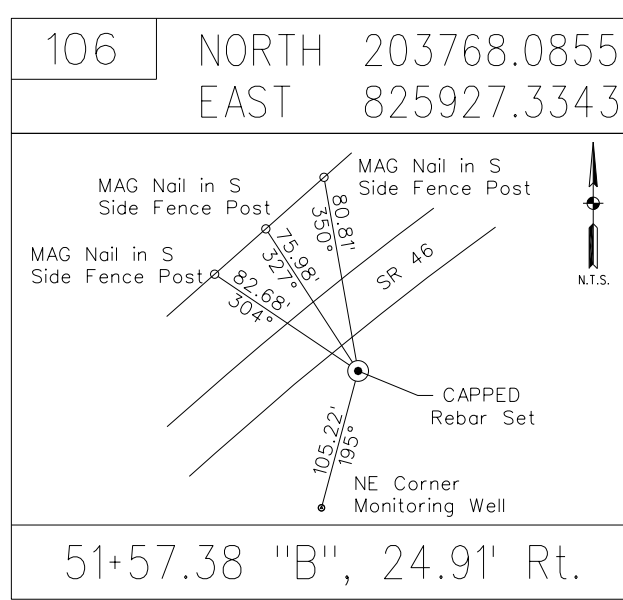 106
NORTH 203768.0855
EAST 825927.3343
MAG Nail in S
Side Fence Post
MAG Nail in S
Side Fence Post
MAG Nail in S
Side Fence Post
80.81'
350°
75.98'
327°
82.68'
304°
SR 46
N.T.S.
CAPPED
Rebar Set
105.22'
195°
NE Corner
Monitoring Well
51+57.38 "B", 24.91' Rt.